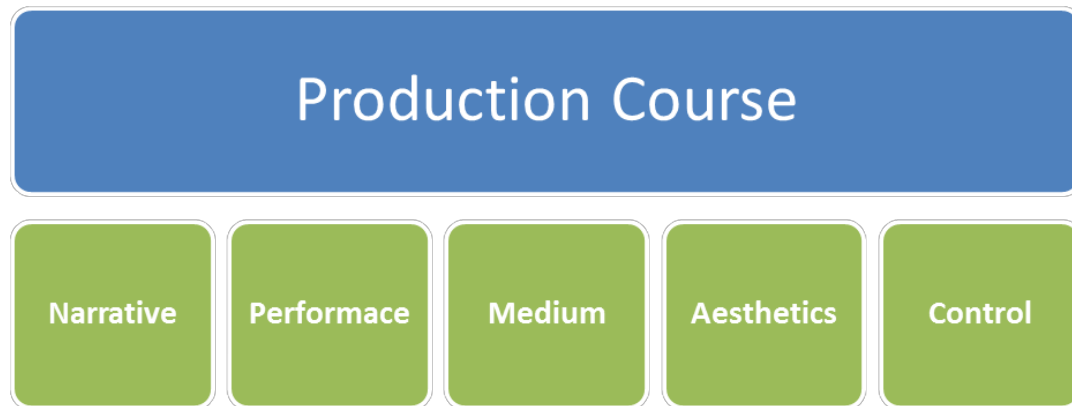 Production Course
Narrative
Performace
Medium
Aesthetics
Control